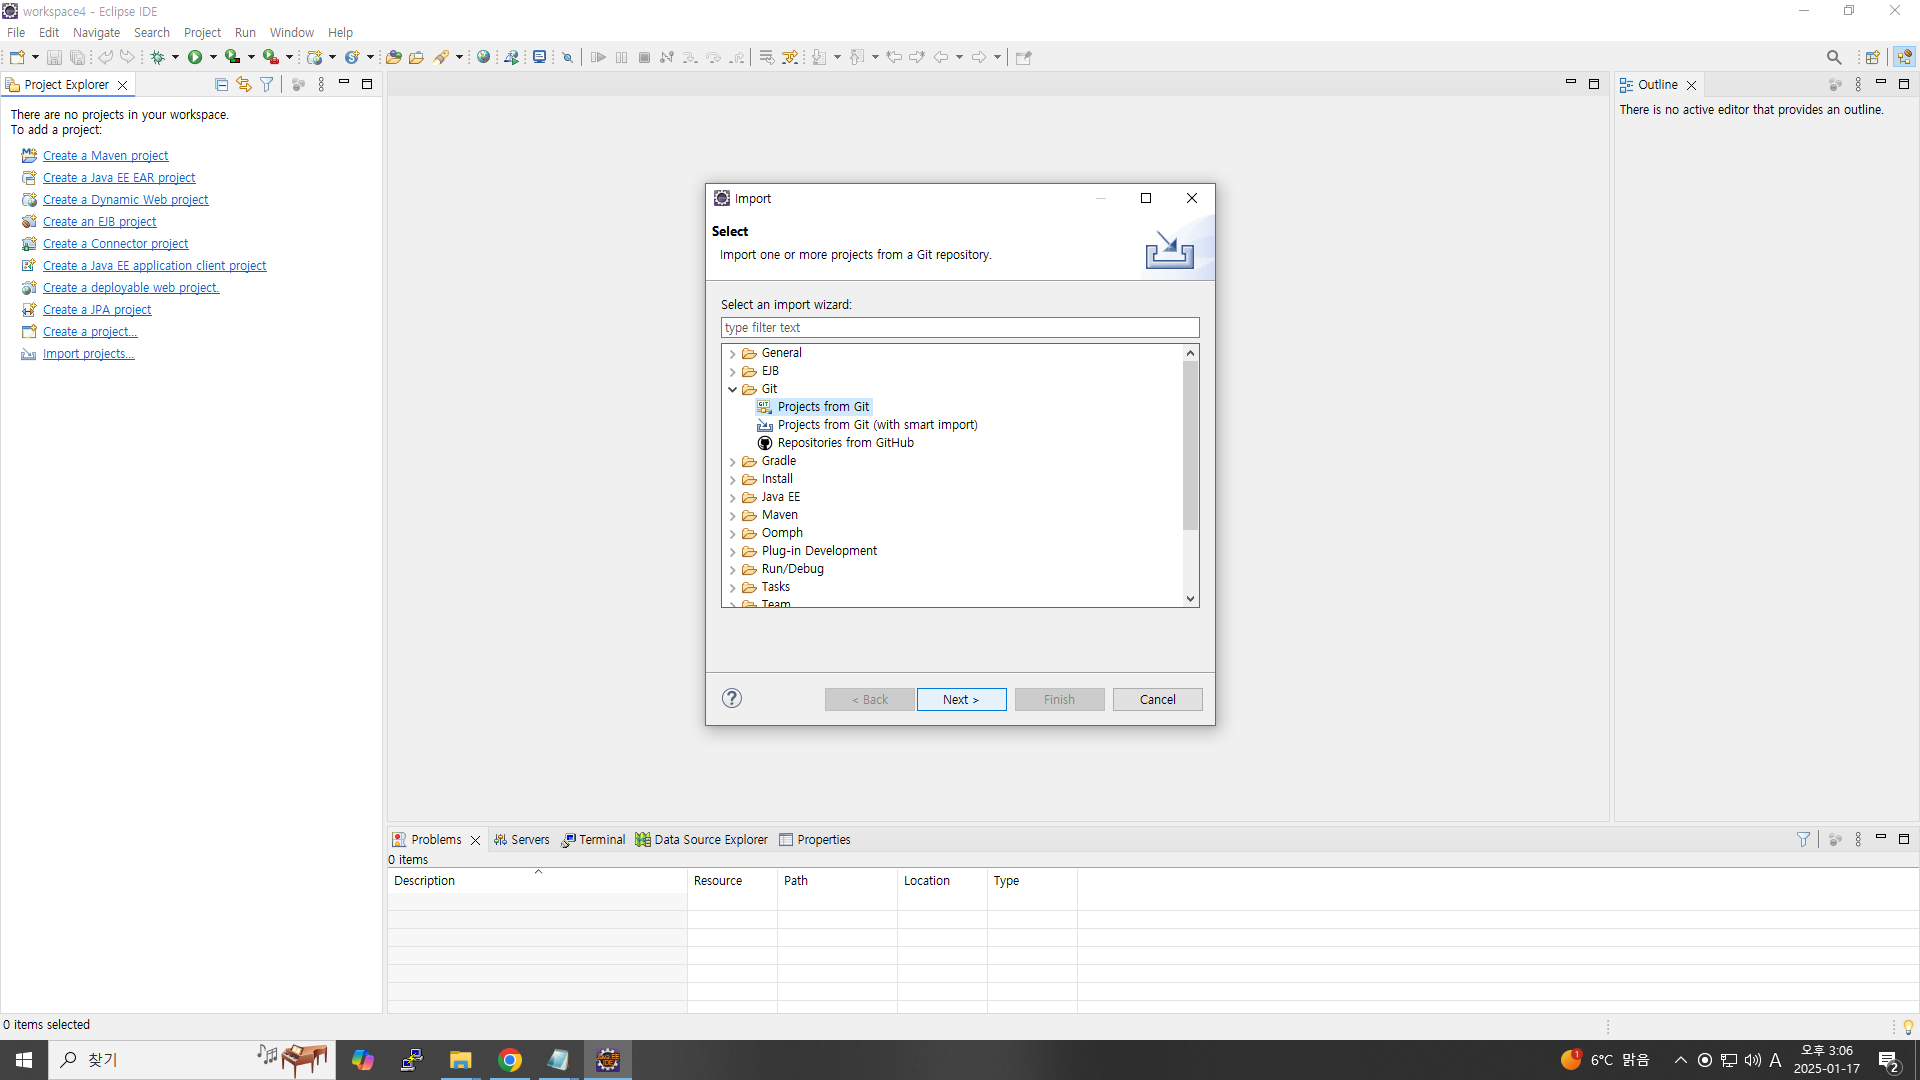 workspace4 - Eclipse IDE
File Edit Navigate Search Project Run Window Help
Project Explorer
There are no projects in your workspace.
To add a project:
Create a Maven project
Create a Java EE EAR project
Create a Dynamic Web project
Create an EJB project
Create a Connector project
Create a Java EE application client project
Create a deployable web project.
Create a JPA project
Create a project...
Import projects...
Import
Select
Import one or more projects from a Git repository.
Select an import wizard:
type filter text
General
EJB
Git
GIT Projects from Git
Projects from Git (with smart import)
Repositories from GitHub
Gradle
Install
Java EE
Maven
Oomph
Plug-in Development
Run/Debug
Tasks
Team
? < Back Next > Finish Cancel
Outline
There is no active editor that provides an outline.
Problems Servers Terminal Data Source Explorer Properties
0 items
Description Resource Path Location Type
0 items selected
찾기
Java EE
IDE
1
6°C 맑음
A
오후 3:06
2025-01-17
2